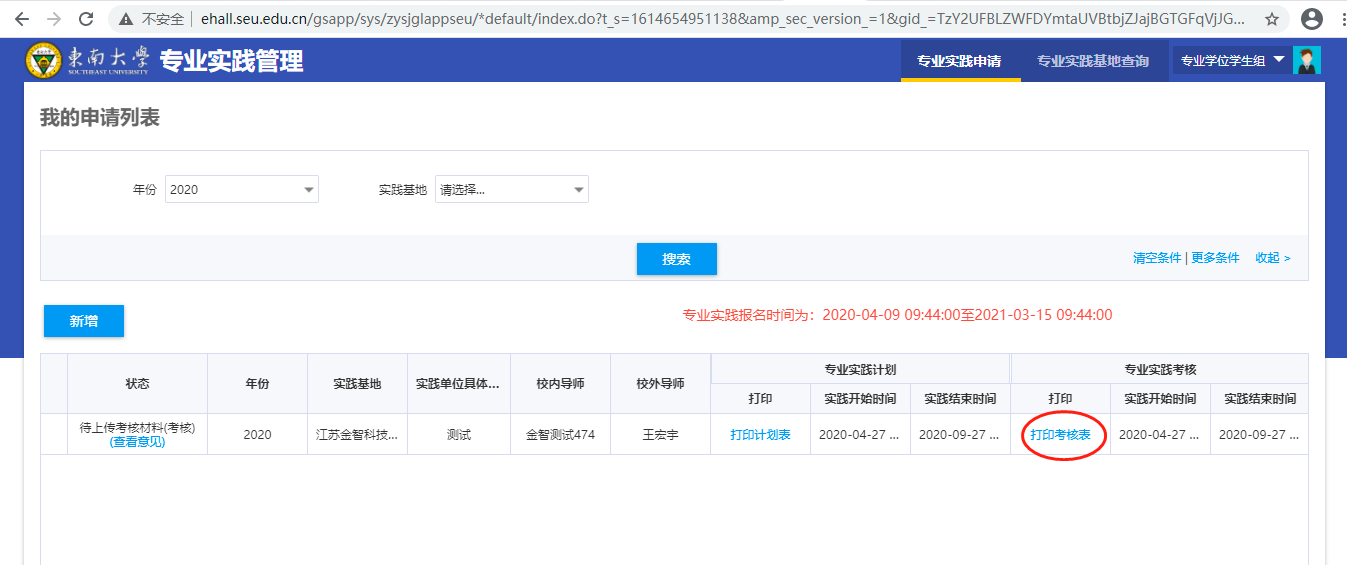 不安全 ehall.seu.edu.cn/gsapp/sys/zysjglappseu/*default/index.do?t_s=1614654951138&amp_sec_version_=1&gid_=TzY2UFBLZWFDYmtaUVBtbjZJajBGTGFqVjJG...
東南大學 专业实践管理
SOUTHEAST UNIVERSITY
专业实践申请 专业实践基地查询 专业学位学生组
我的申请列表
年份 2020 实践基地 请选择...
搜索
清空条件 | 更多条件 收起 >
新增
专业实践报名时间为：2020-04-09 09:44:00至2021-03-15 09:44:00
专业实践计划 专业实践考核
状态 年份 实践基地 实践单位具体... 校内导师 校外导师
打印 实践开始时间 实践结束时间 打印 实践开始时间 实践结束时间
待上传考核材料(考核)
(查看意见)
2020 江苏金智科技... 测试 金智测试474 王宏宇 打印计划表 2020-04-27 ... 2020-09-27 ... 打印考核表 2020-04-27 ... 2020-09-27 ...